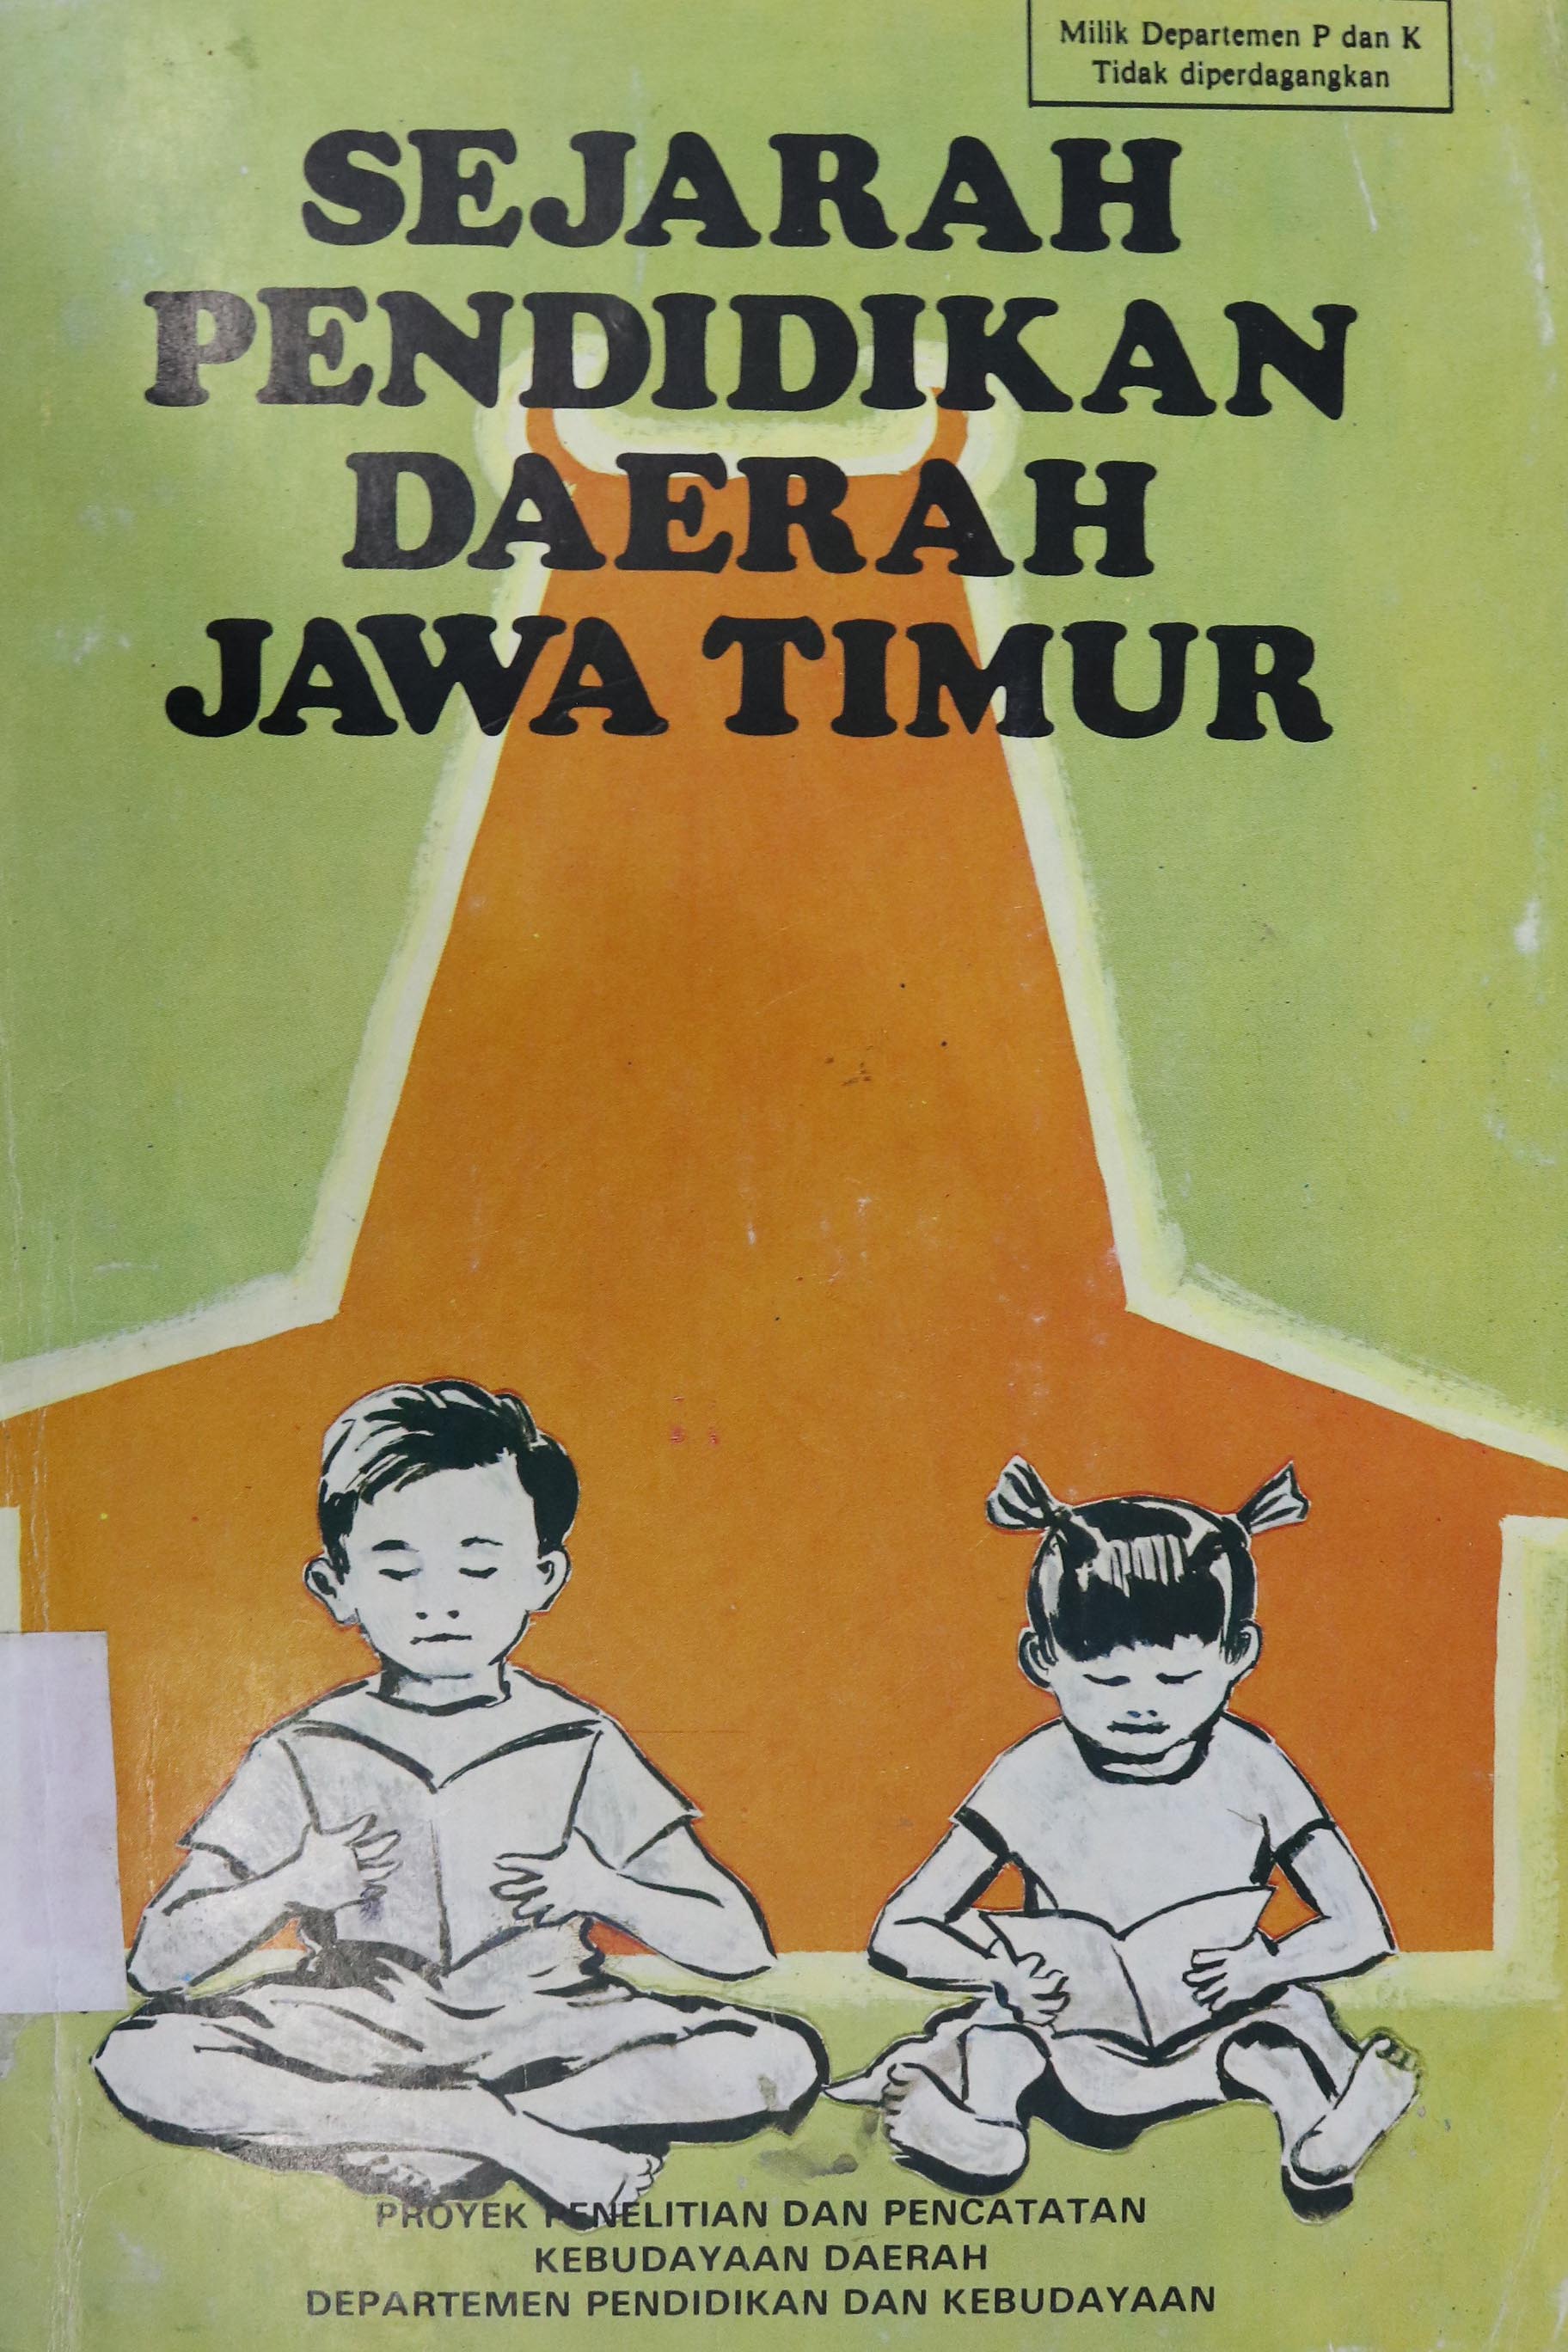 Milik Departemen P dan K
Tidak diperdagangkan
SEJARAH
PENDIDIKAN
DAERAH
JAWA TIMUR
PROYEK PENELITIAN DAN PENCATATAN
KEBUDAYAAN DAERAH
DEPARTEMEN PENDIDIKAN DAN KEBUDAYAAN